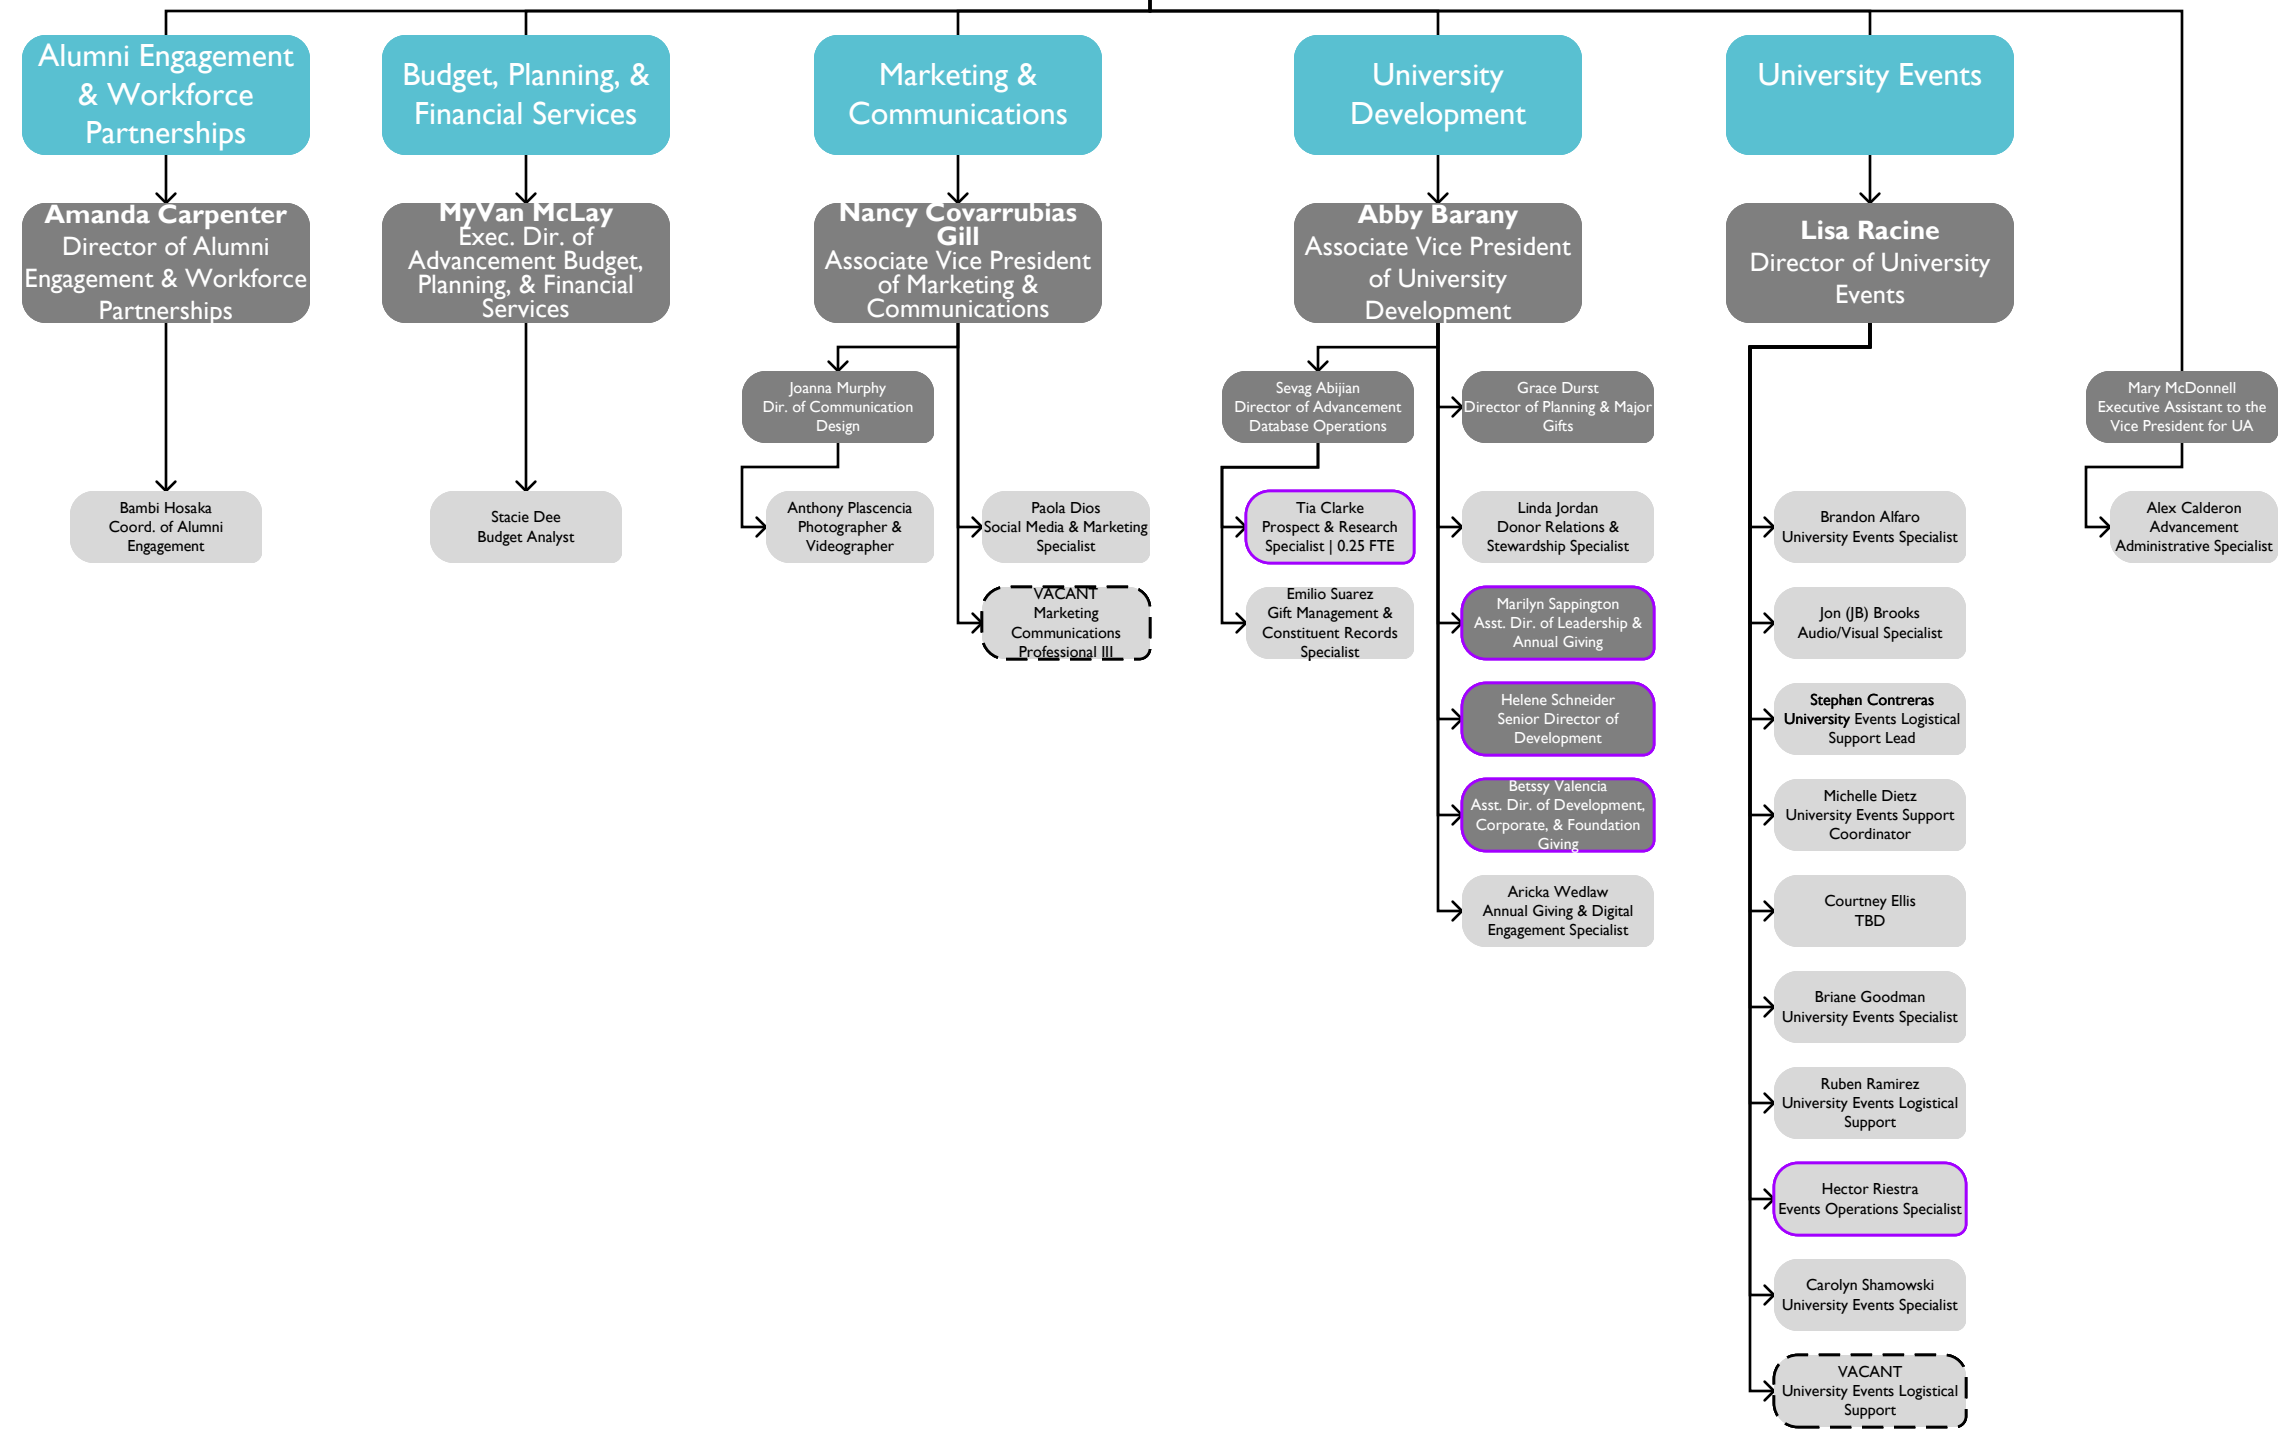 Alumni Engagement
& Workforce
Partnerships
Budget, Planning, &
Financial Services
Marketing &
Communications
University
Development
University Events
Amanda Carpenter
Director of Alumni
Engagement & Workforce
Partnerships
MyVan McLay
Exec. Dir. of
Advancement Budget,
Planning, & Financial
Services
Nancy Covarrubias
Gill
Associate Vice President
of Marketing &
Communications
Abby Barany
Associate Vice President
of University
Development
Lisa Racine
Director of University
Events
Joanna Murphy
Dir. of Communication
Design
Sevag Abijian
Director of Advancement
Database Operations
Grace Durst
Director of Planning & Major
Gifts
Mary McDonnell
Executive Assistant to the
Vice President for UA
Bambi Hosaka
Coord. of Alumni
Engagement
Stacie Dee
Budget Analyst
Anthony Plascencia
Photographer &
Videographer
Paola Dios
Social Media & Marketing
Specialist
Tia Clarke
Prospect & Research
Specialist | 0.25 FTE
Linda Jordan
Donor Relations &
Stewardship Specialist
Brandon Alfaro
University Events Specialist
Alex Calderon
Advancement
Administrative Specialist
VACANT
Marketing
Communications
Professional III
Emilio Suarez
Gift Management &
Constituent Records
Specialist
Marilyn Sappington
Asst. Dir. of Leadership &
Annual Giving
Jon (JB) Brooks
Audio/Visual Specialist
Helene Schneider
Senior Director of
Development
Stephen Contreras
University Events Logistical
Support Lead
Betssy Valencia
Asst. Dir. of Development,
Corporate, & Foundation
Giving
Michelle Dietz
University Events Support
Coordinator
Aricka Wedlaw
Annual Giving & Digital
Engagement Specialist
Courtney Ellis
TBD
Briane Goodman
University Events Specialist
Ruben Ramirez
University Events Logistical
Support
Hector Riestra
Events Operations Specialist
Carolyn Shamowski
University Events Specialist
VACANT
University Events Logistical
Support